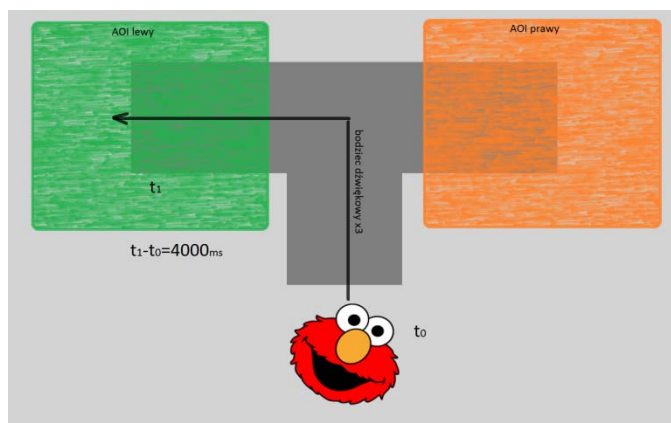 AOI lewy
AOI prawy
bodziec dźwiękowy x3
t₁
t₁-t₀=4000ms
t₀